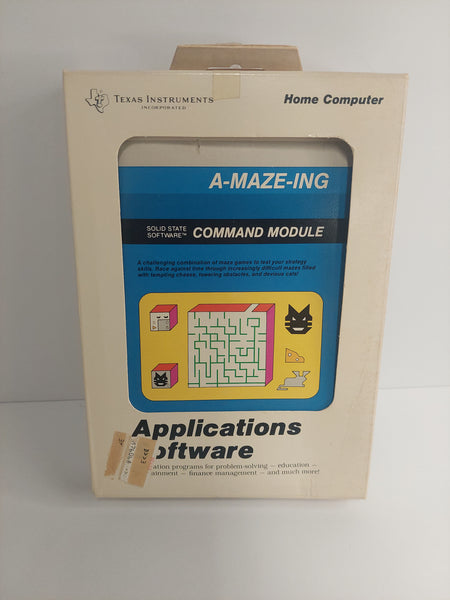 TEXAS INSTRUMENTS
INCORPORATED
Home Computer
A-MAZE-ING
SOLID STATE
SOFTWARE™
COMMAND MODULE
A challenging combination of maze games to test your strategy
skills. Race against time through increasingly difficult mazes filled
with tempting cheese, towering obstacles, and devious cats!
Applications
oftware
ation programs for problem-solving – education –
ainment – finance management – and much more!